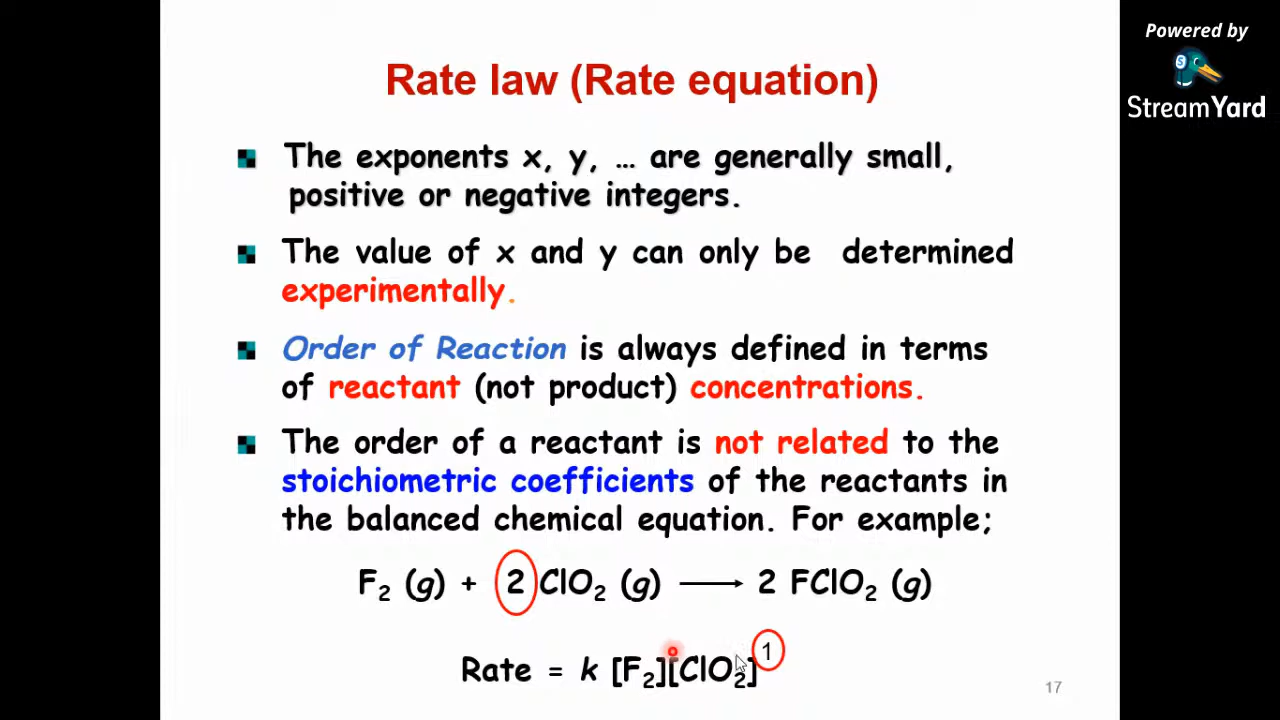 Powered by
StreamYard
Rate law (Rate equation)
The exponents x, y, … are generally small,
positive or negative integers.
The value of x and y can only be determined
experimentally.
Order of Reaction is always defined in terms
of reactant (not product) concentrations.
The order of a reactant is not related to the
stoichiometric coefficients of the reactants in
the balanced chemical equation. For example;
F₂ (g) + 2 ClO₂ (g) ⟶ 2 FClO₂ (g)
Rate = k [F₂][ClO₂]¹
17